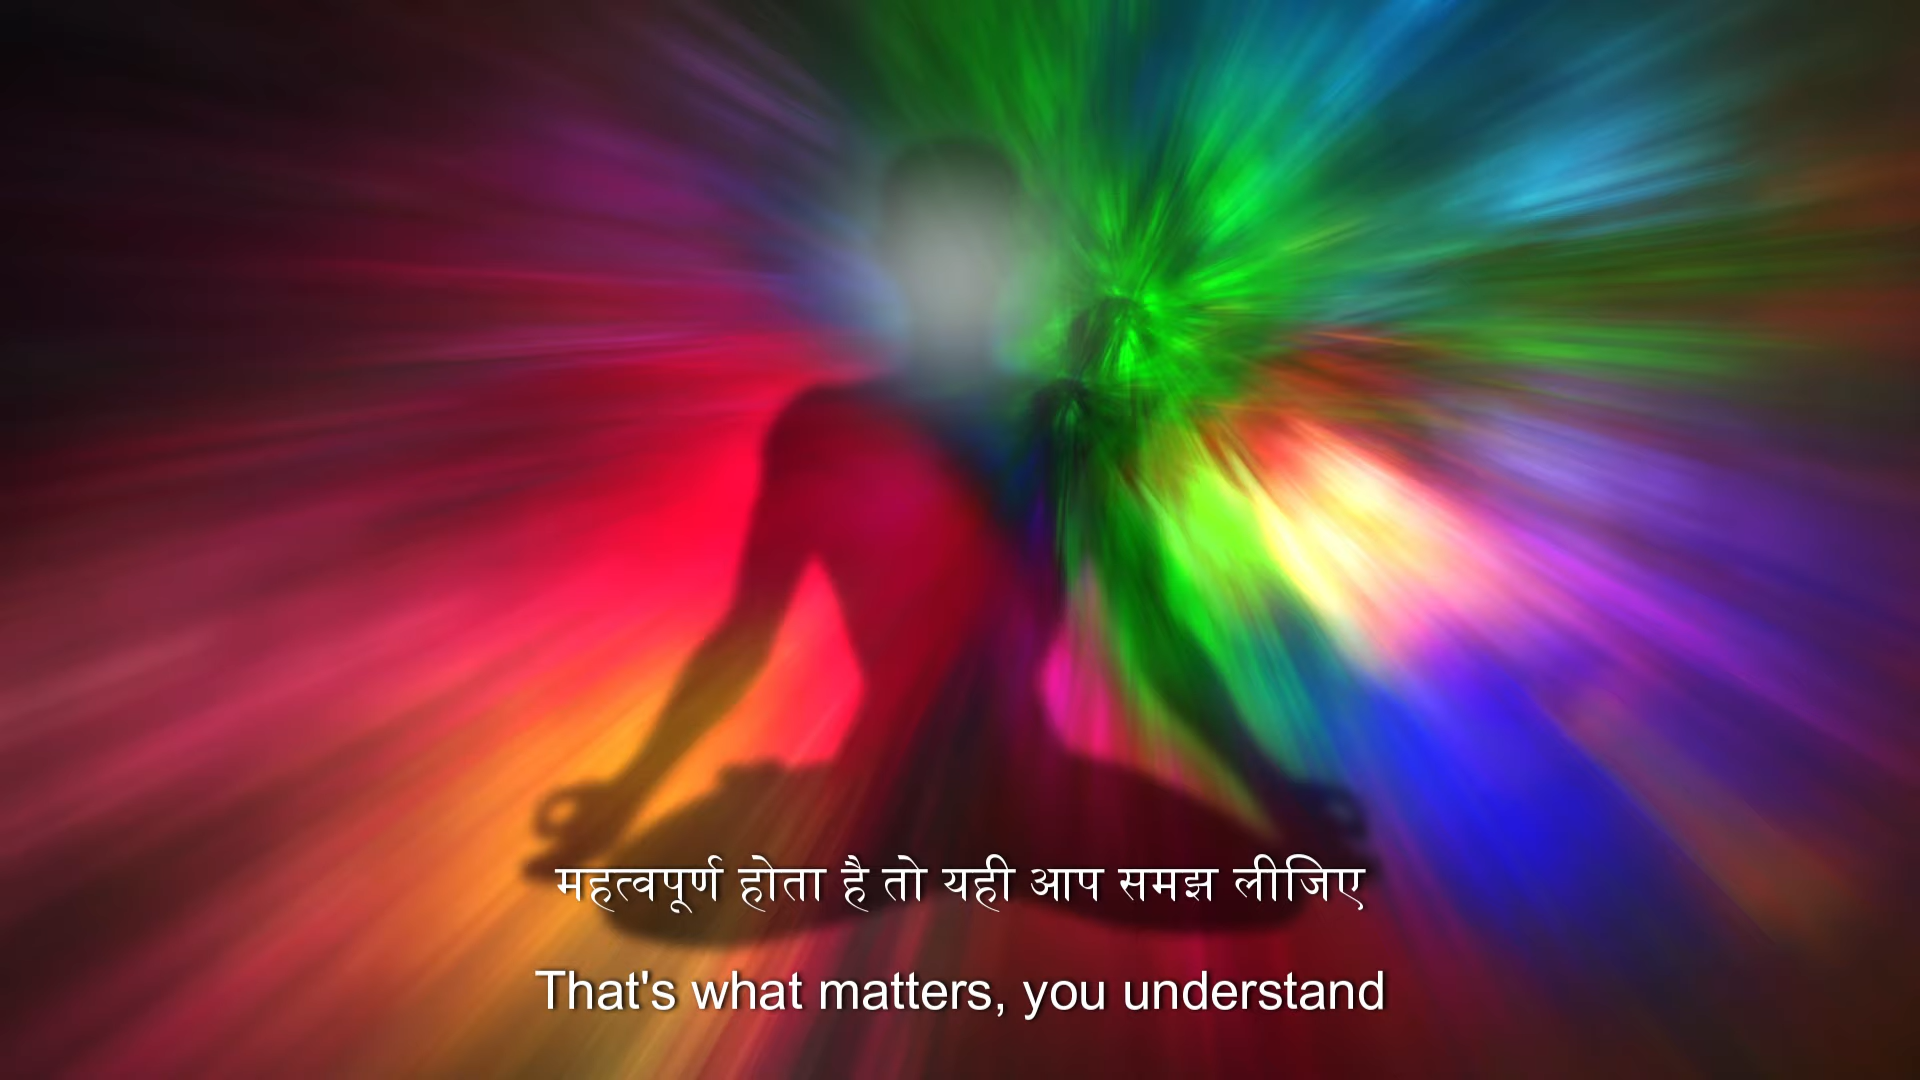 महत्वपूर्ण होता है तो यही आप समझ लीजिए
That's what matters, you understand